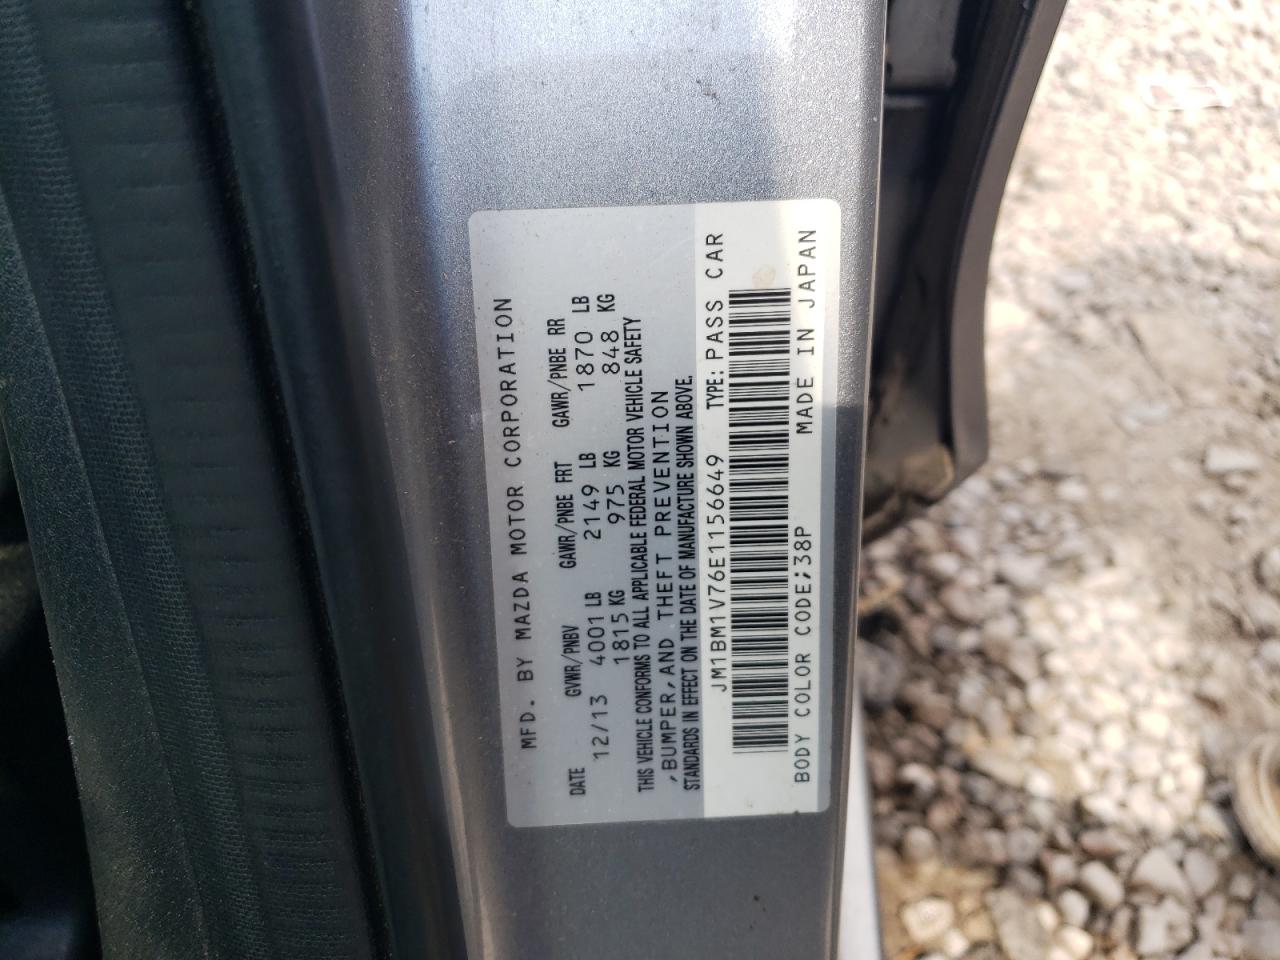 MFD. BY MAZDA MOTOR CORPORATION
DATE GVWR/PNBV GAWR/PNBE FRT GAWR/PNBE RR
12/13 4001 LB 2149 LB 1870 LB
1815 KG 975 KG 848 KG
THIS VEHICLE CONFORMS TO ALL APPLICABLE FEDERAL MOTOR VEHICLE SAFETY
,BUMPER,AND THEFT PREVENTION
STANDARDS IN EFFECT ON THE DATE OF MANUFACTURE SHOWN ABOVE.
JM1BM1V76E1156649 TYPE: PASS CAR
BODY COLOR CODE;38P MADE IN JAPAN